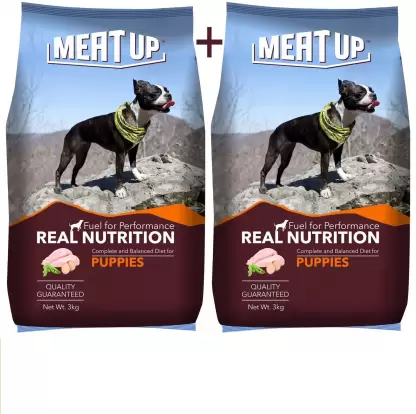 MEAT UP
Fuel for Performance
REAL NUTRITION
Complete and Balanced Diet for
PUPPIES
QUALITY
GUARANTEED
Net Wt. 3kg
+
MEAT UP
Fuel for Performance
REAL NUTRITION
Complete and Balanced Diet for
PUPPIES
QUALITY
GUARANTEED
Net Wt. 3kg